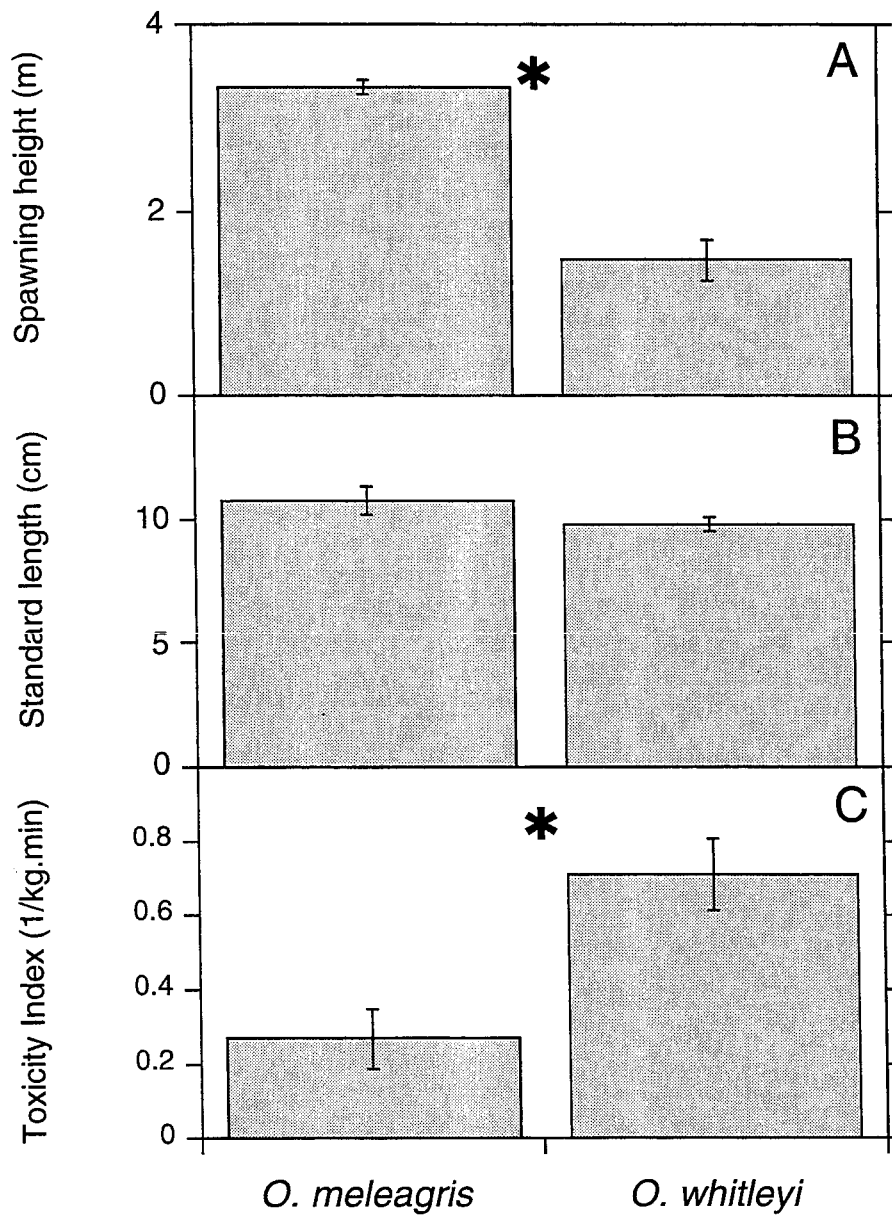 Spawning height (m)
4
2
0
*
A
Standard length (cm)
10
5
0
B
Toxicity Index (1/kg.min)
0.8
0.6
0.4
0.2
0
*
C
O. meleagris
O. whitleyi